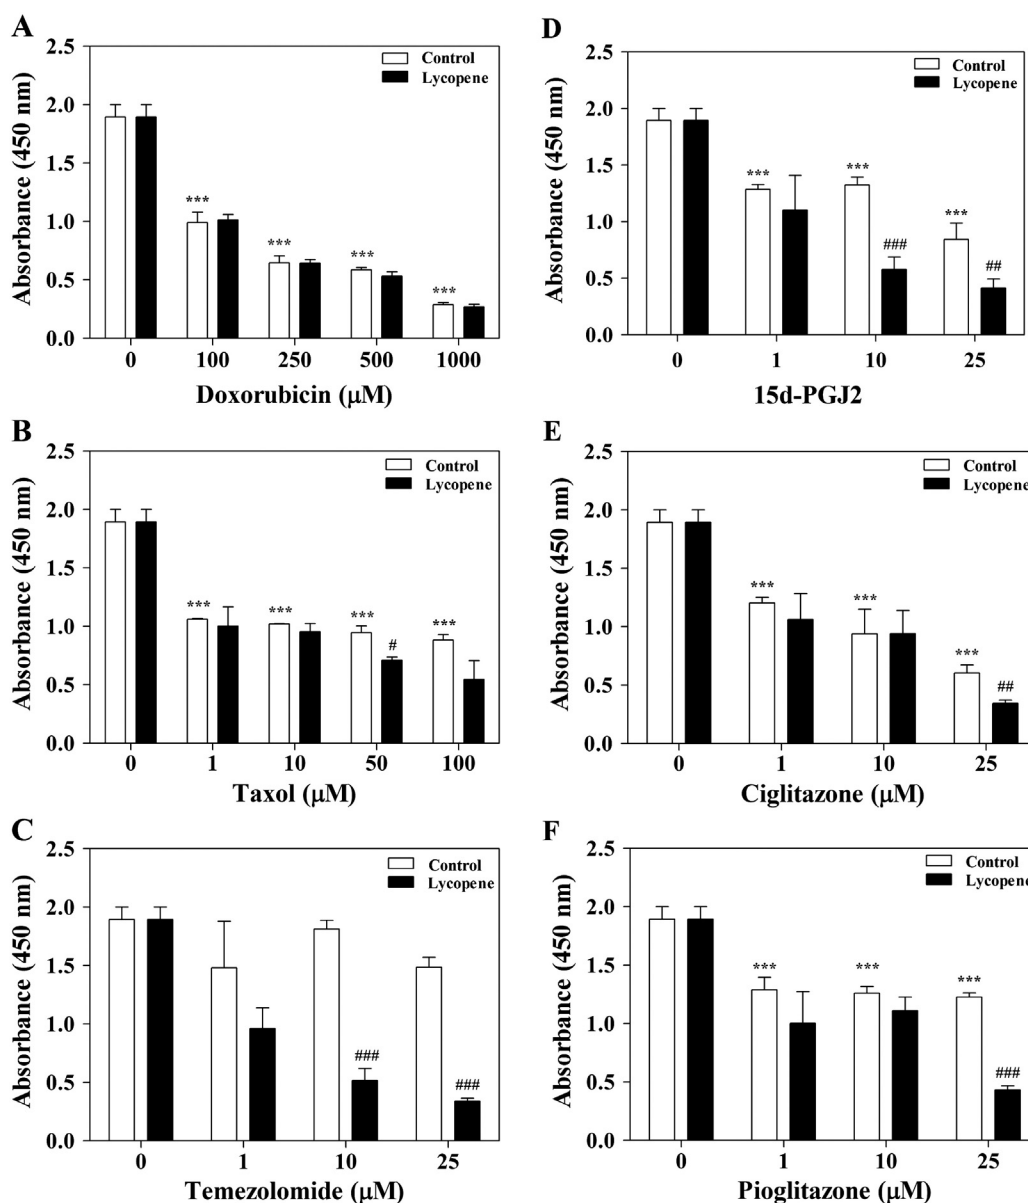 A
2.5
2.0
1.5
1.0
0.5
0.0
Absorbance (450 nm)
Control
Lycopene
***
***
***
***
0 100 250 500 1000
Doxorubicin (μM)
B
2.5
2.0
1.5
1.0
0.5
0.0
Absorbance (450 nm)
Control
Lycopene
***
***
***
#
***
0 1 10 50 100
Taxol (μM)
C
2.5
2.0
1.5
1.0
0.5
0.0
Absorbance (450 nm)
Control
Lycopene
###
###
0 1 10 25
Temezolomide (μM)
D
2.5
2.0
1.5
1.0
0.5
0.0
Absorbance (450 nm)
Control
Lycopene
***
***
###
***
##
0 1 10 25
15d-PGJ2
E
2.5
2.0
1.5
1.0
0.5
0.0
Absorbance (450 nm)
Control
Lycopene
***
***
***
##
0 1 10 25
Ciglitazone (μM)
F
2.5
2.0
1.5
1.0
0.5
0.0
Absorbance (450 nm)
Control
Lycopene
***
***
***
###
0 1 10 25
Pioglitazone (μM)